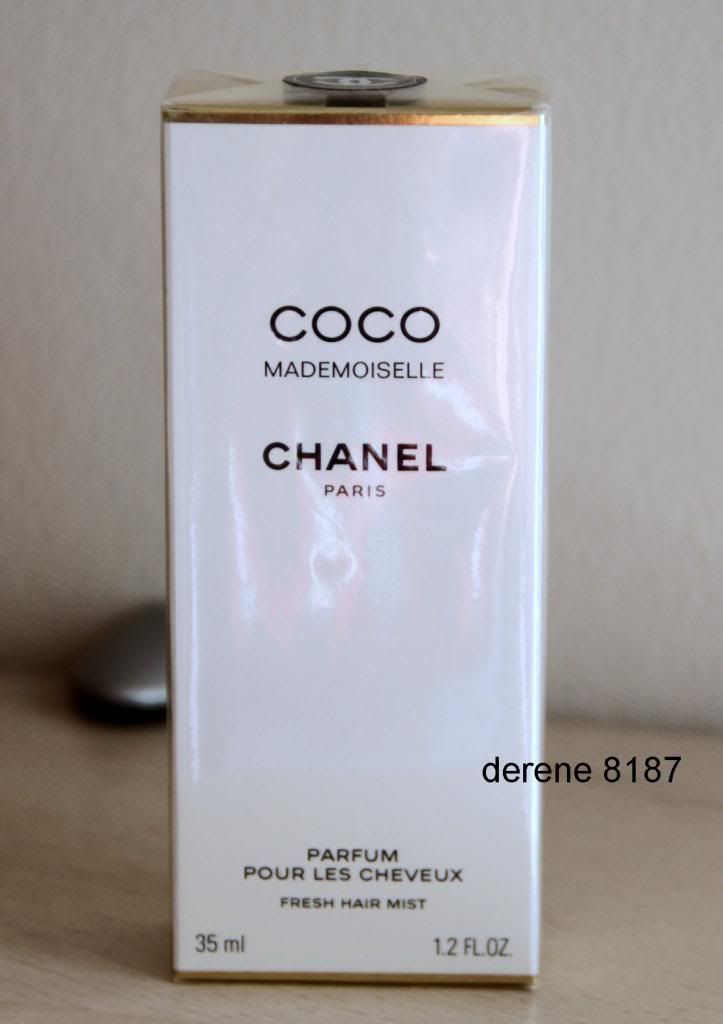 COCO
MADEMOISELLE
CHANEL
PARIS
derene 8187
PARFUM
POUR LES CHEVEUX
FRESH HAIR MIST
35 ml 1.2 FL.OZ.